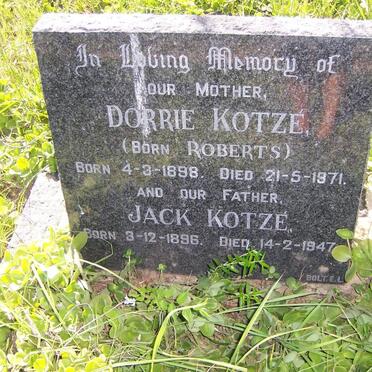 In Loving Memory of
OUR MOTHER,
DORRIE KOTZE,
(BORN ROBERTS)
BORN 4-3-1898. DIED 21-5-1971.
AND OUR FATHER,
JACK KOTZE,
BORN 3-12-1896. DIED 14-2-1947
BOLT. E.L.